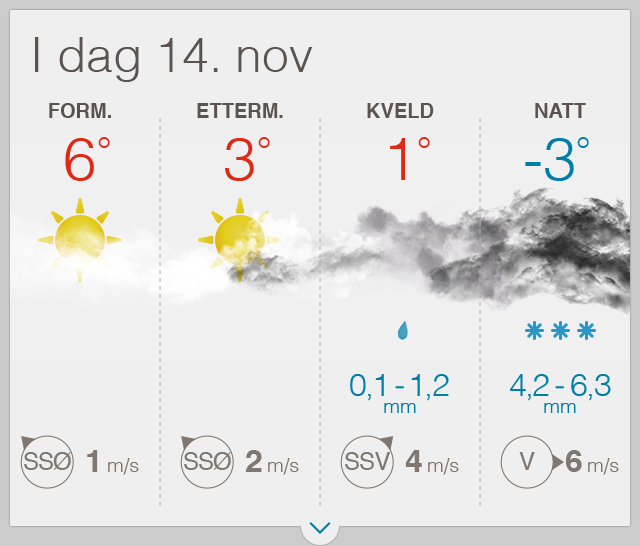 I dag 14. nov
FORM. ETTERM. KVELD NATT
6° 3° 1° -3°
0,1 - 1,2 4,2 - 6,3
mm mm
SSØ 1 m/s SSØ 2 m/s SSV 4 m/s V 6 m/s